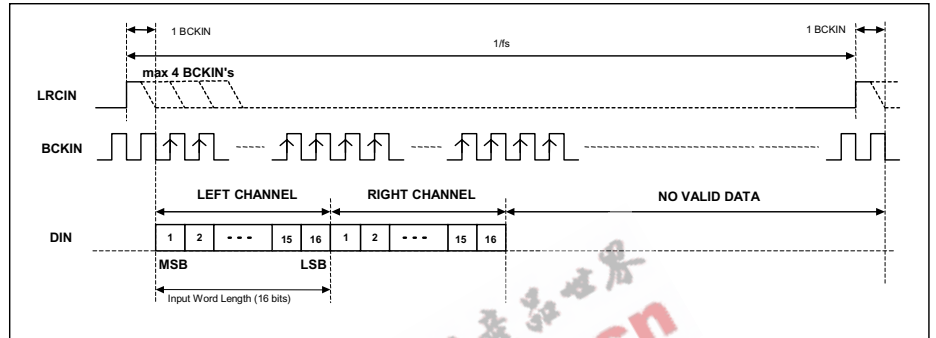 1 BCKIN
1 BCKIN
1/fs
max 4 BCKIN's
LRCIN
BCKIN
LEFT CHANNEL
RIGHT CHANNEL
NO VALID DATA
DIN
1 2 --- 15 16 1 2 --- 15 16
MSB
LSB
Input Word Length (16 bits)